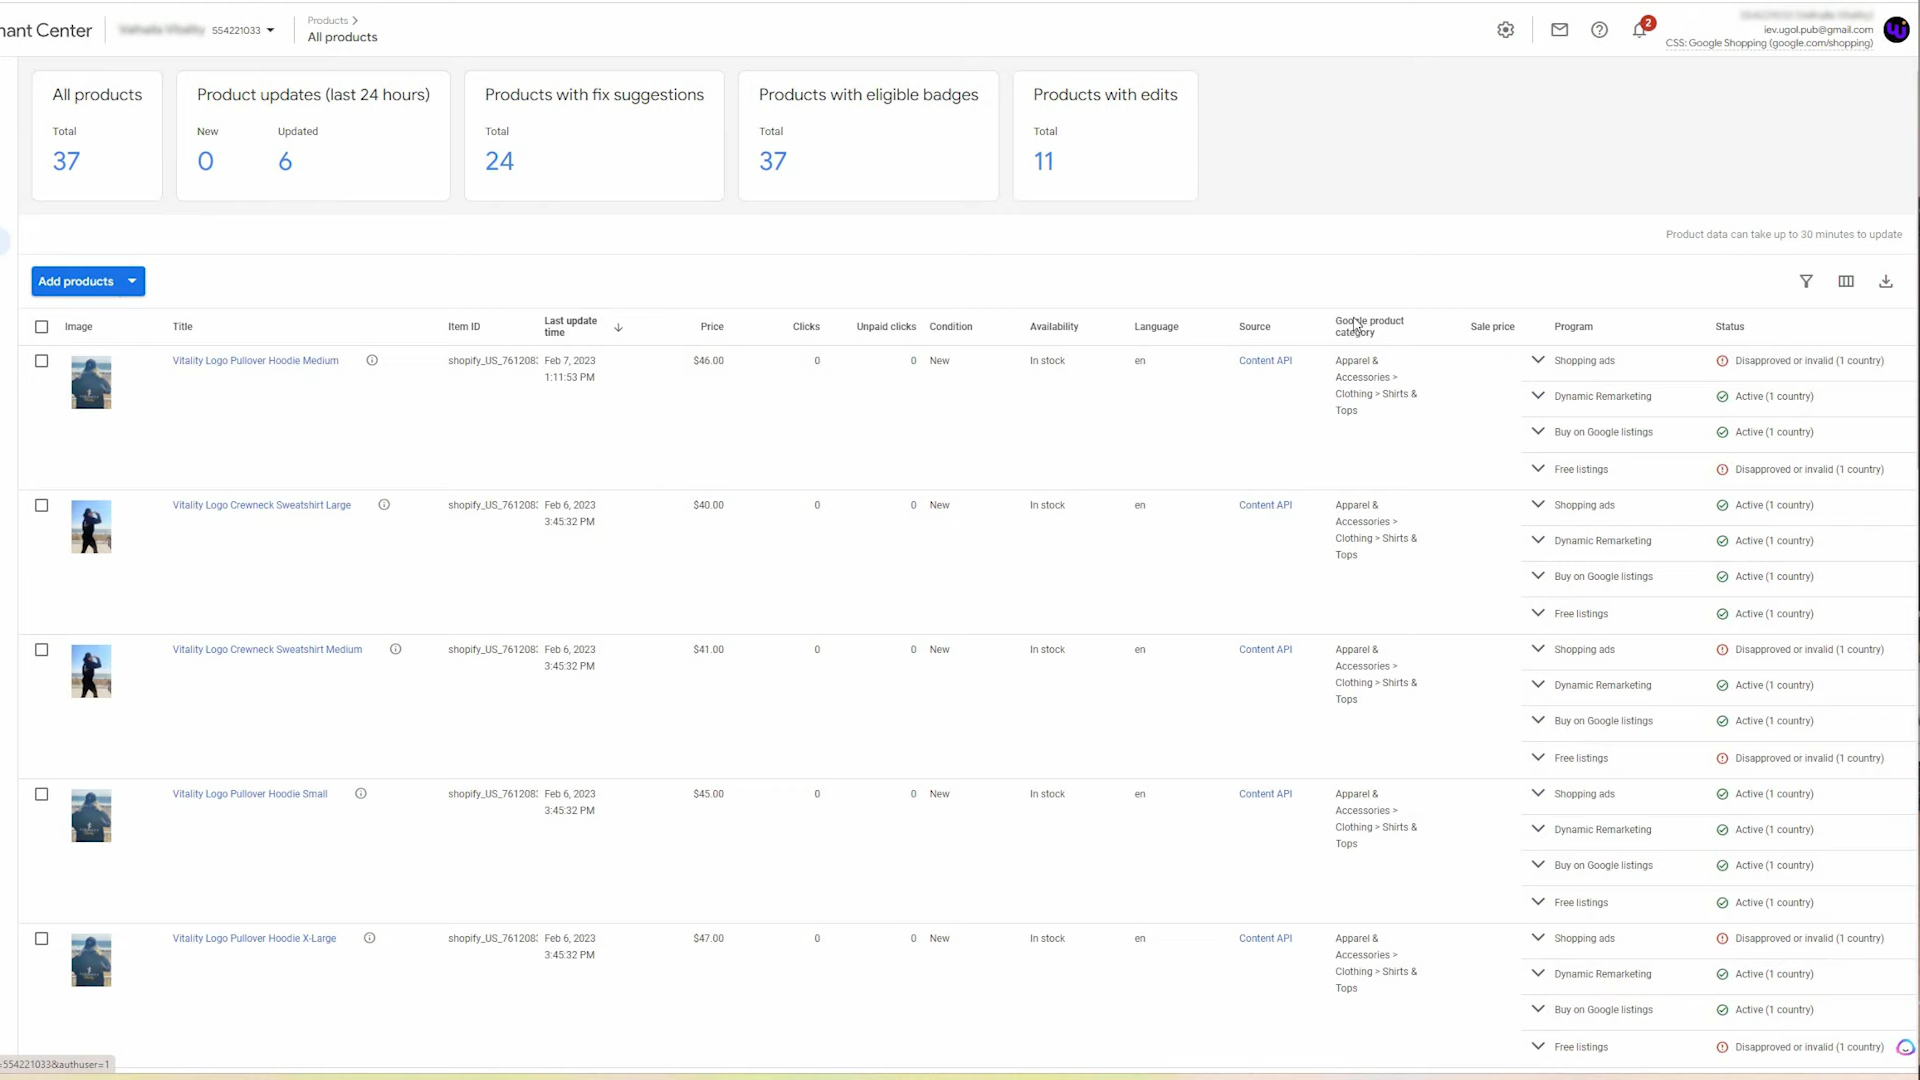 nant Center
554221033
Products
All products
2
iev.ugol.pub@gmail.com
CSS: Google Shopping (google.com/shopping)
All products
Total
37
Product updates (last 24 hours)
New Updated
0 6
Products with fix suggestions
Total
24
Products with eligible badges
Total
37
Products with edits
Total
11
Product data can take up to 30 minutes to update
Add products
Image Title Item ID Last update time Price Clicks Unpaid clicks Condition Availability Language Source Google product category Sale price Program Status
Vitality Logo Pullover Hoodie Medium shopify_US_76120 Feb 7, 2023 $46.00 0 0 New In stock en Content API Apparel & Shopping ads Disapproved or invalid (1 country)
1:11:53 PM Accessories >
Clothing > Shirts & Dynamic Remarketing Active (1 country)
Tops
Buy on Google listings Active (1 country)
Free listings Disapproved or invalid (1 country)
Vitality Logo Crewneck Sweatshirt Large shopify_US_76120 Feb 6, 2023 $40.00 0 0 New In stock en Content API Apparel & Shopping ads Active (1 country)
3:45:32 PM Accessories >
Clothing > Shirts & Dynamic Remarketing Active (1 country)
Tops
Buy on Google listings Active (1 country)
Free listings Active (1 country)
Vitality Logo Crewneck Sweatshirt Medium shopify_US_76120 Feb 6, 2023 $41.00 0 0 New In stock en Content API Apparel & Shopping ads Disapproved or invalid (1 country)
3:45:32 PM Accessories >
Clothing > Shirts & Dynamic Remarketing Active (1 country)
Tops
Buy on Google listings Active (1 country)
Free listings Disapproved or invalid (1 country)
Vitality Logo Pullover Hoodie Small shopify_US_76120 Feb 6, 2023 $45.00 0 0 New In stock en Content API Apparel & Shopping ads Active (1 country)
3:45:32 PM Accessories >
Clothing > Shirts & Dynamic Remarketing Active (1 country)
Tops
Buy on Google listings Active (1 country)
Free listings Active (1 country)
Vitality Logo Pullover Hoodie X-Large shopify_US_76120 Feb 6, 2023 $47.00 0 0 New In stock en Content API Apparel & Shopping ads Disapproved or invalid (1 country)
3:45:32 PM Accessories >
Clothing > Shirts & Dynamic Remarketing Active (1 country)
Tops
Buy on Google listings Active (1 country)
Free listings Disapproved or invalid (1 country)
=554221033&authuser=1